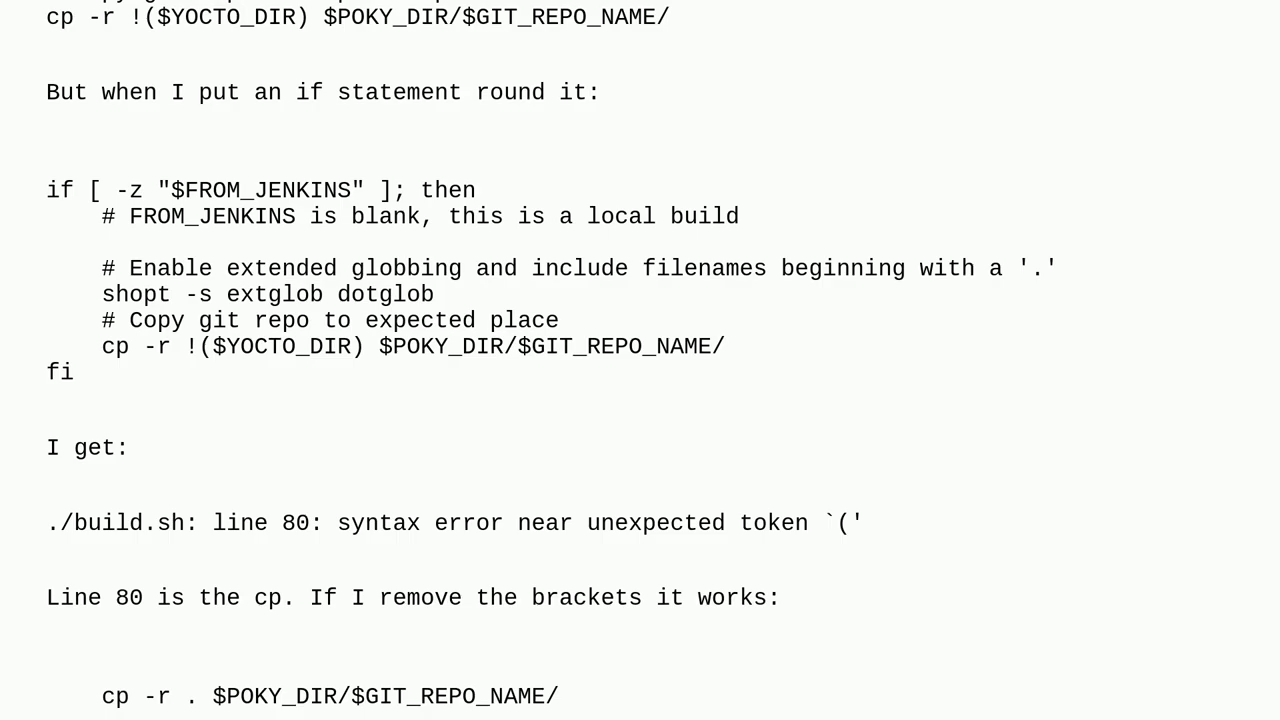 cp -r !($YOCTO_DIR) $POKY_DIR/$GIT_REPO_NAME/
But when I put an if statement round it:
if [ -z "$FROM_JENKINS" ]; then
    # FROM_JENKINS is blank, this is a local build
    # Enable extended globbing and include filenames beginning with a '.'
    shopt -s extglob dotglob
    # Copy git repo to expected place
    cp -r !($YOCTO_DIR) $POKY_DIR/$GIT_REPO_NAME/
fi
I get:
./build.sh: line 80: syntax error near unexpected token `('
Line 80 is the cp. If I remove the brackets it works:
    cp -r . $POKY_DIR/$GIT_REPO_NAME/